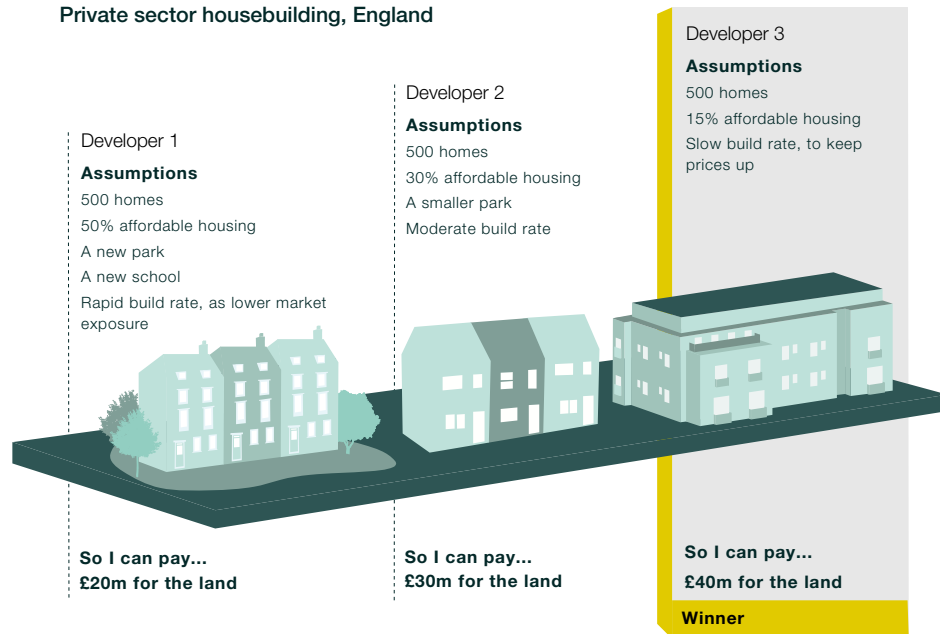 Private sector housebuilding, England
Developer 1
Assumptions
500 homes
50% affordable housing
A new park
A new school
Rapid build rate, as lower market
exposure
So I can pay...
£20m for the land
Developer 2
Assumptions
500 homes
30% affordable housing
A smaller park
Moderate build rate
So I can pay...
£30m for the land
Developer 3
Assumptions
500 homes
15% affordable housing
Slow build rate, to keep
prices up
So I can pay...
£40m for the land
Winner